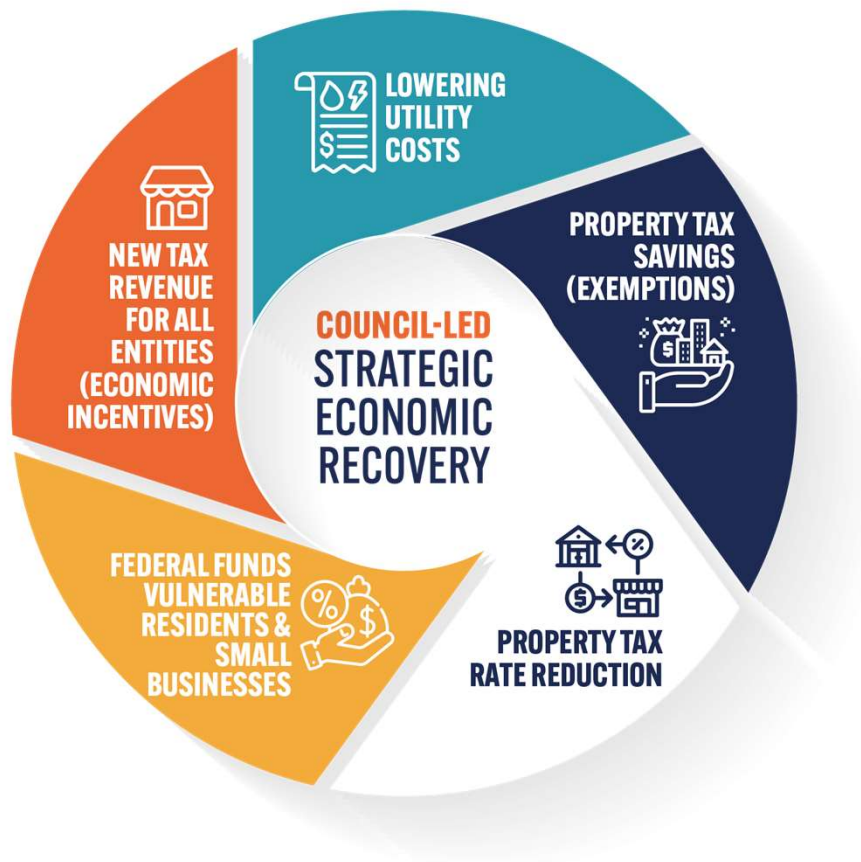 LOWERING
UTILITY
COSTS
PROPERTY TAX
SAVINGS
(EXEMPTIONS)
NEW TAX
REVENUE
FOR ALL
ENTITIES
(ECONOMIC
INCENTIVES)
COUNCIL-LED
STRATEGIC
ECONOMIC
RECOVERY
FEDERAL FUNDS
VULNERABLE
RESIDENTS &
SMALL
BUSINESSES
PROPERTY TAX
RATE REDUCTION